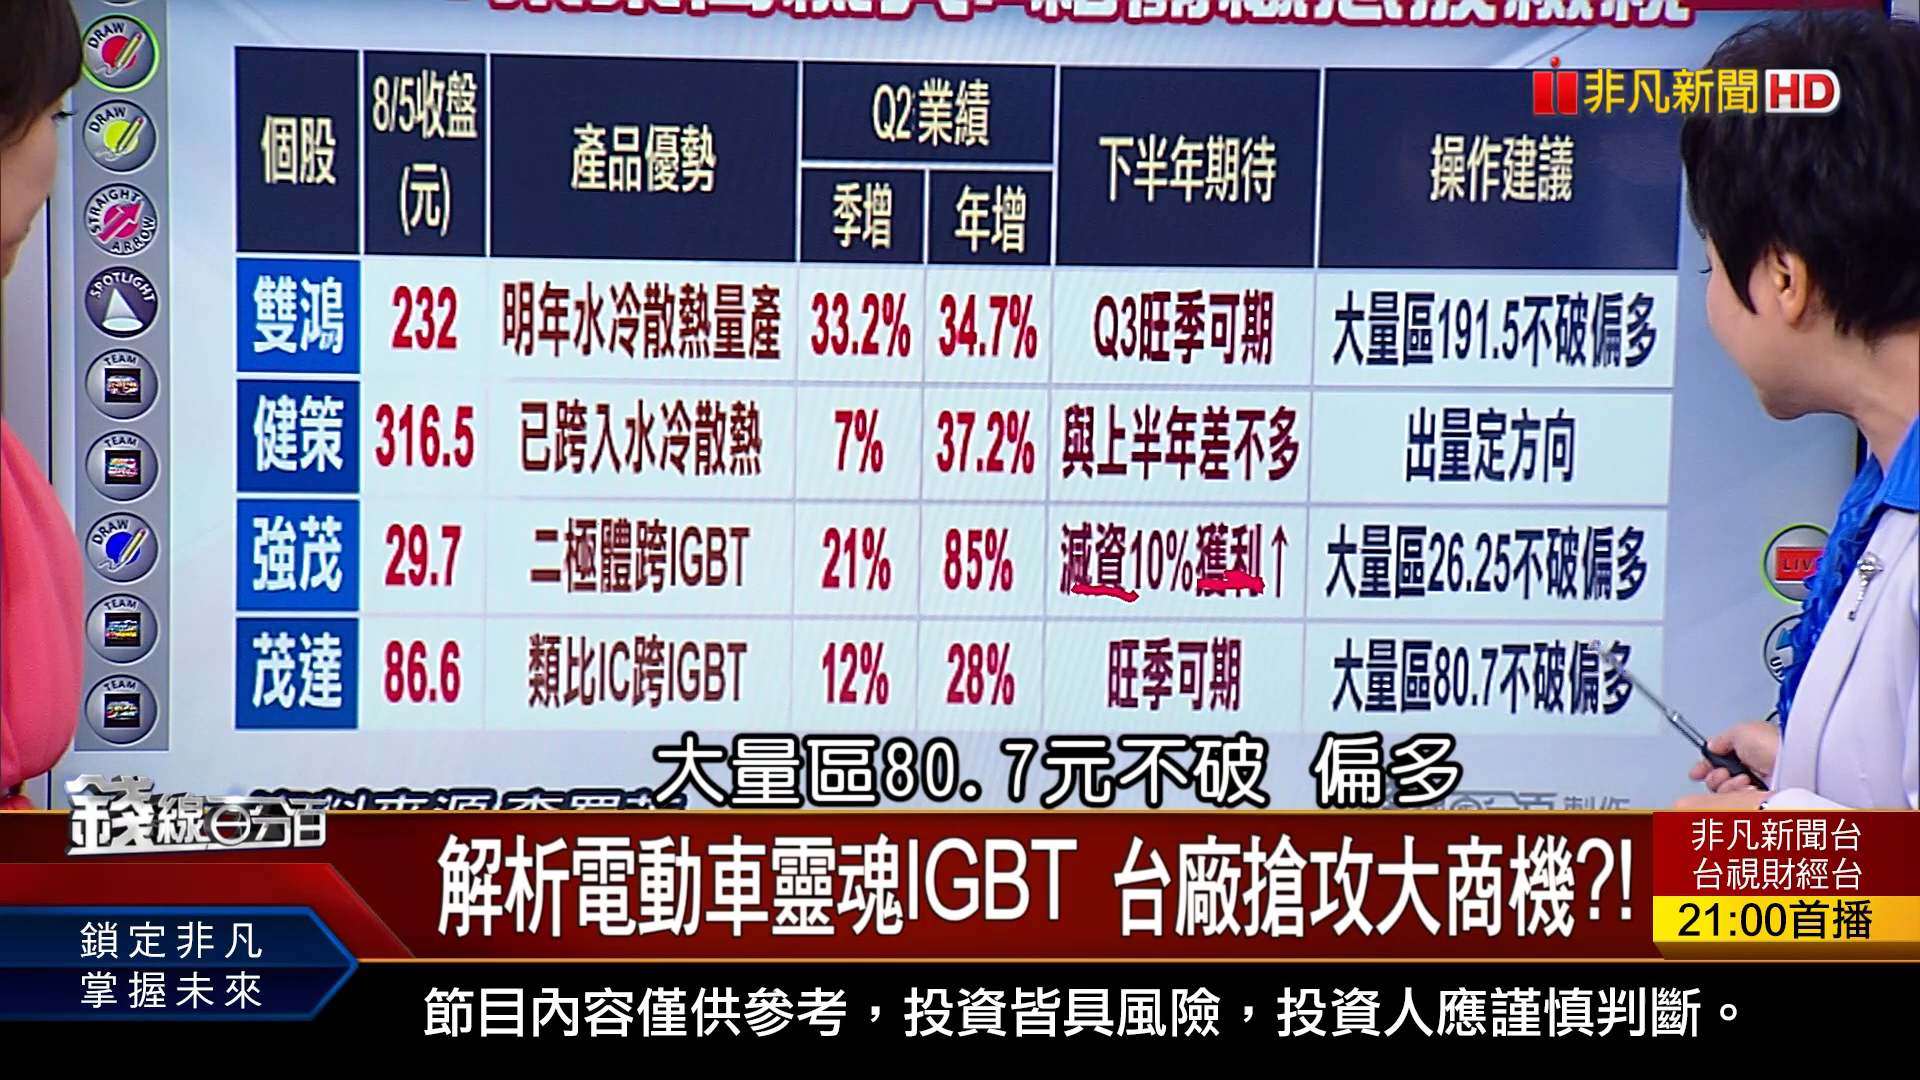 非凡新聞 HD
DRAW
DRAW
STRAIGHT ARROW
SPOTLIGHT
TEAM
TEAM
DRAW
TEAM
TEAM
個股 8/5收盤(元) 產品優勢 Q2業績 下半年期待 操作建議
季增 年增
雙鴻 232 明年水冷散熱量產 33.2% 34.7% Q3旺季可期 大量區191.5不破偏多
健策 316.5 已跨入水冷散熱 7% 37.2% 與上半年差不多 出量定方向
強茂 29.7 二極體跨IGBT 21% 85% 減資10%獲利↑ 大量區26.25不破偏多
茂達 86.6 類比IC跨IGBT 12% 28% 旺季可期 大量區80.7不破偏多
LIVE
大量區80.7元不破 偏多
錢線百分百
解析電動車靈魂IGBT 台廠搶攻大商機?!
非凡新聞台
台視財經台
21:00首播
鎖定非凡
掌握未來
節目內容僅供參考，投資皆具風險，投資人應謹慎判斷。